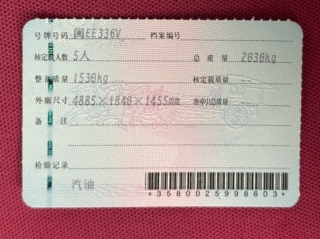 号牌号码 闽EE336V 档案编号
核定载人数 5人 总质量 2030kg
整备质量 1530kg 核定载质量
外廓尺寸 4885×1840×1455mm 准牵引总质量
备注
检验记录
汽油
*3580025998603*